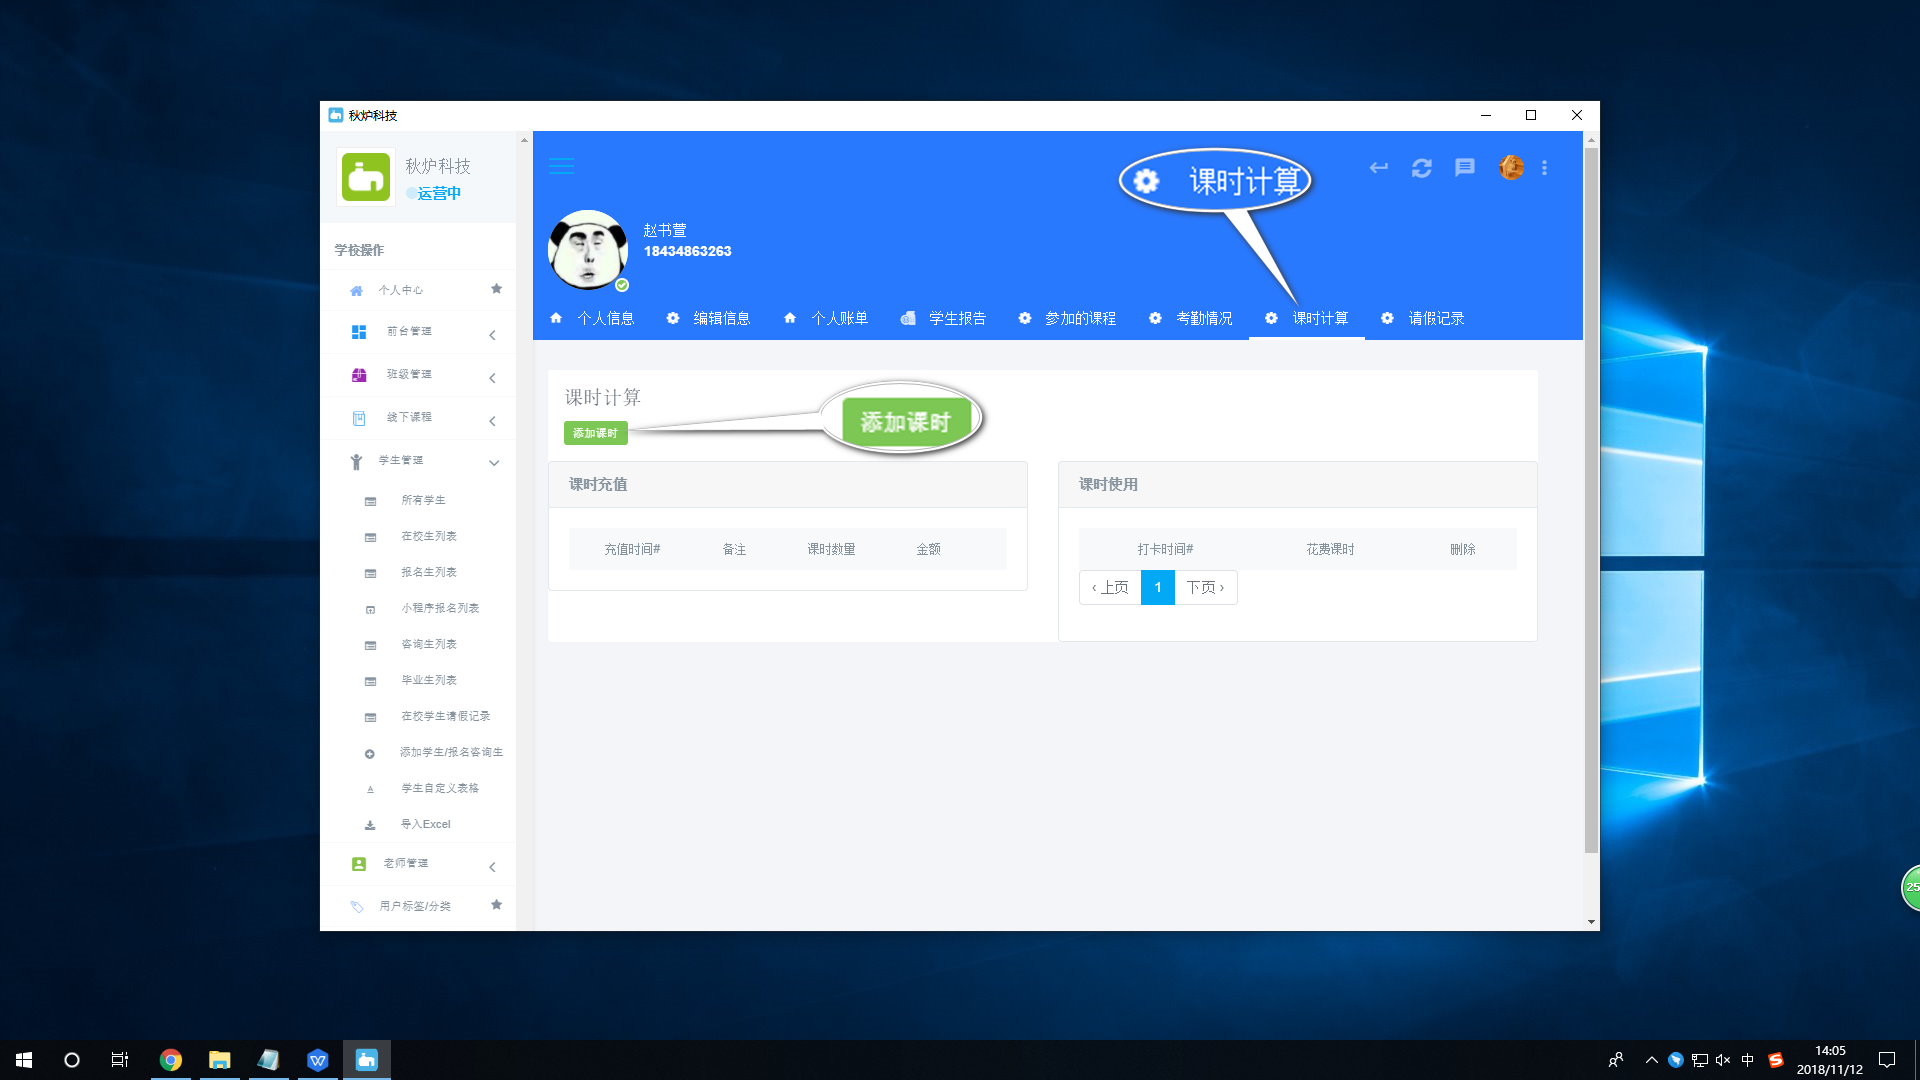 秋炉科技
秋炉科技
运营中
学校操作
个人中心
前台管理
班级管理
线下课程
学生管理
所有学生
在校生列表
报名生列表
小程序报名列表
咨询生列表
毕业生列表
在校学生请假记录
添加学生/报名咨询生
学生自定义表格
导入Excel
老师管理
用户标签/分类
课时计算
赵书萱
18434863263
个人信息
编辑信息
个人账单
学生报告
参加的课程
考勤情况
课时计算
请假记录
课时计算
添加课时
添加课时
课时充值
充值时间# 备注 课时数量 金额
课时使用
打卡时间# 花费课时 删除
‹ 上页 1 下页 ›
25
中
14:05
2018/11/12